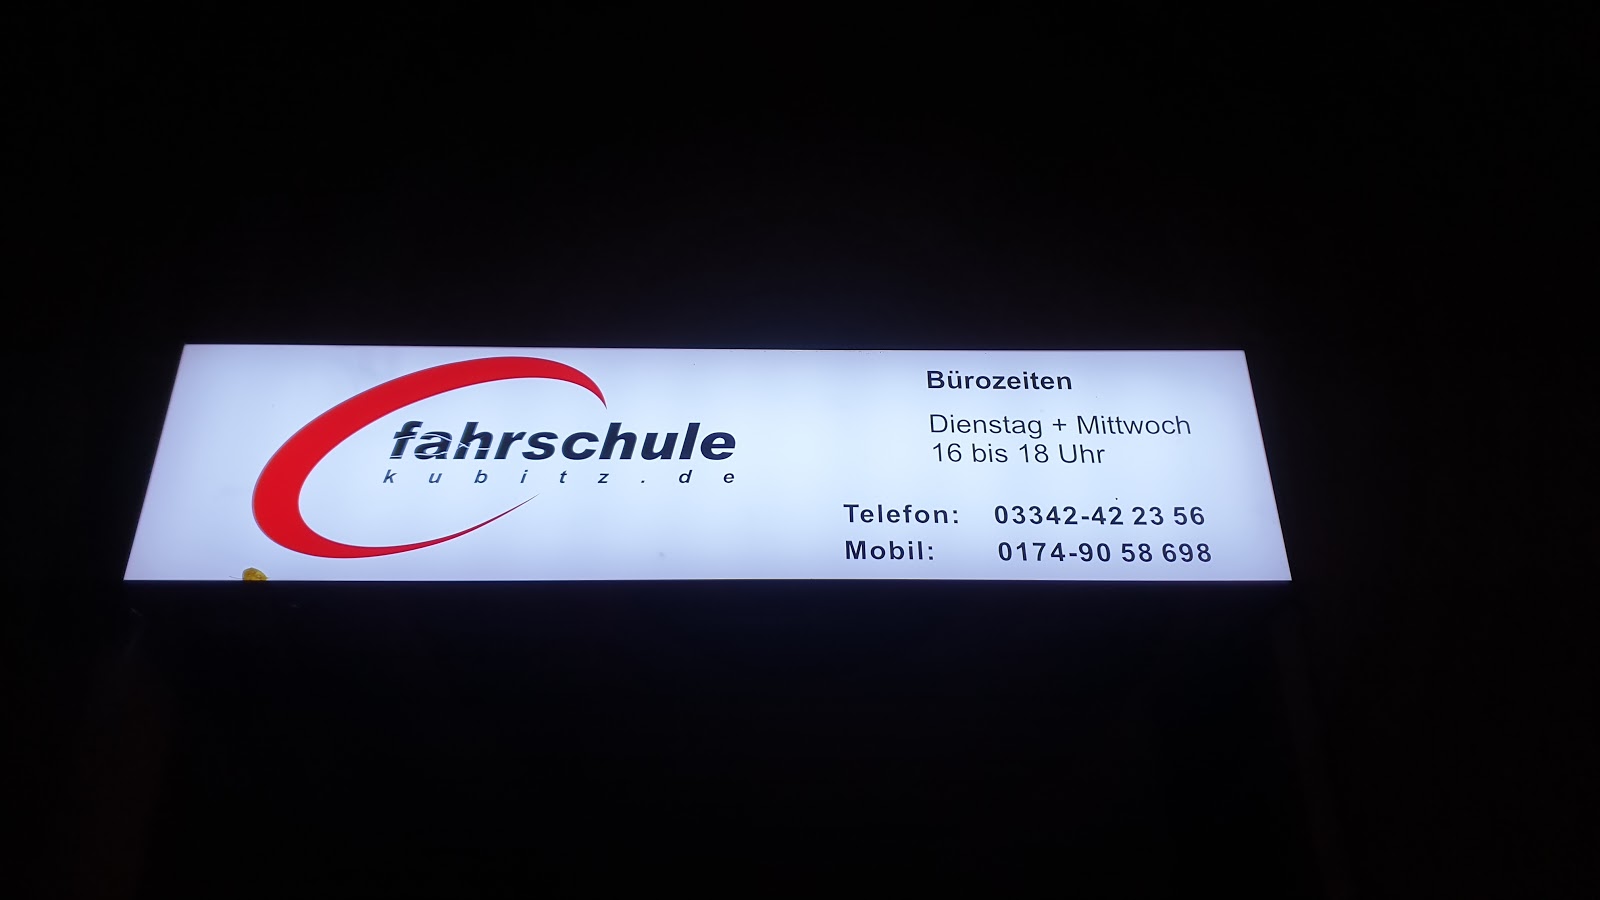 fahrschule
kubitz.de
Bürozeiten
Dienstag + Mittwoch
16 bis 18 Uhr
Telefon: 03342-42 23 56
Mobil: 0174-90 58 698